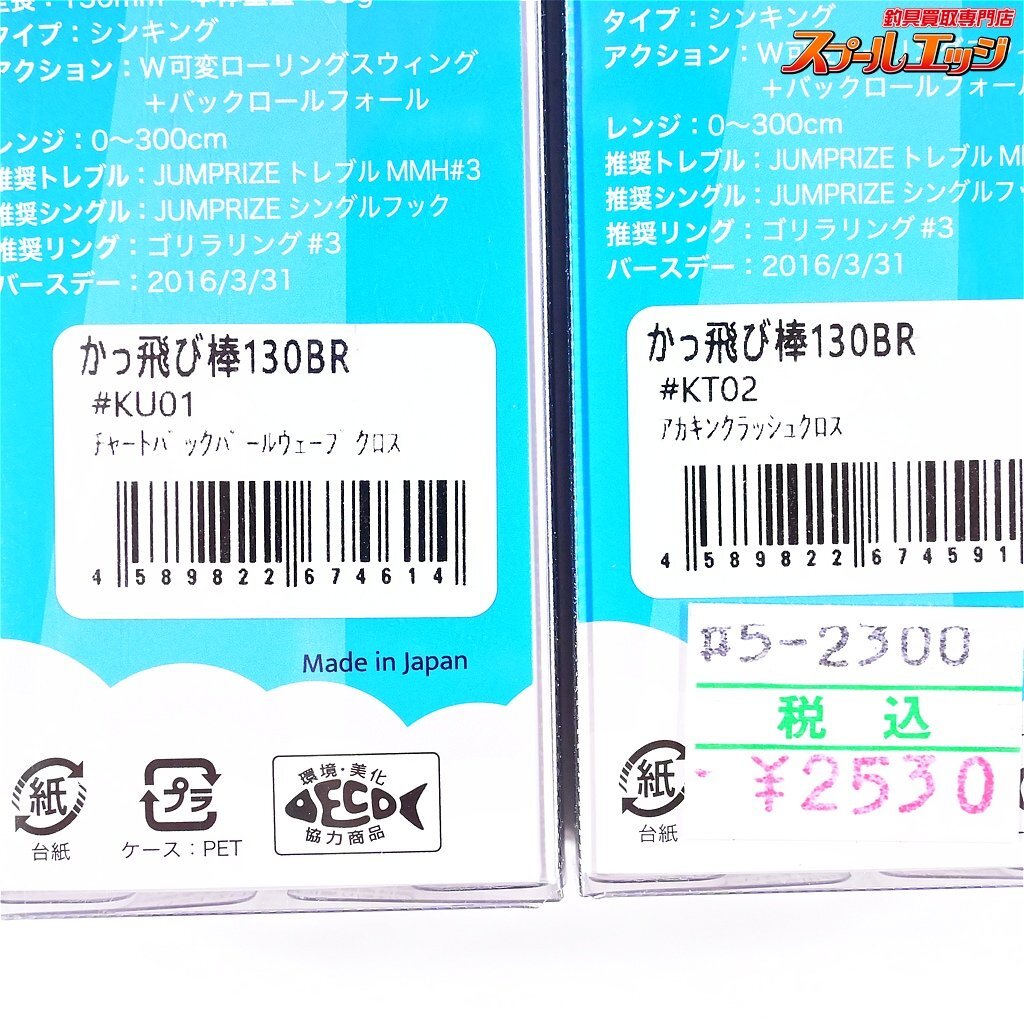 釣具買取専門店
スプールエッジ
タイプ：シンキング
アクション：W可変ローリングスウィング
＋バックロールフォール
レンジ：0～300cm
推奨トレブル：JUMPRIZE トレブル MMH#3
推奨シングル：JUMPRIZE シングルフック
推奨リング：ゴリラリング #3
バースデー：2016/3/31
かっ飛び棒130BR
#KU01
チャートバックパールウェーブクロス
4 589822 674614
Made in Japan
紙
台紙
プラ
ケース：PET
環境・美化
ECO
協力商品
タイプ：シンキング
アクション：W可
＋バックロールフォー
レンジ：0～300cm
推奨トレブル：JUMPRIZE トレブル
推奨シングル：JUMPRIZE シングルフッ
推奨リング：ゴリラリング #3
バースデー：2016/3/31
かっ飛び棒130BR
#KT02
アカキンクラッシュクロス
4 589822 674591
5-2300
税込
¥2530
紙
台紙